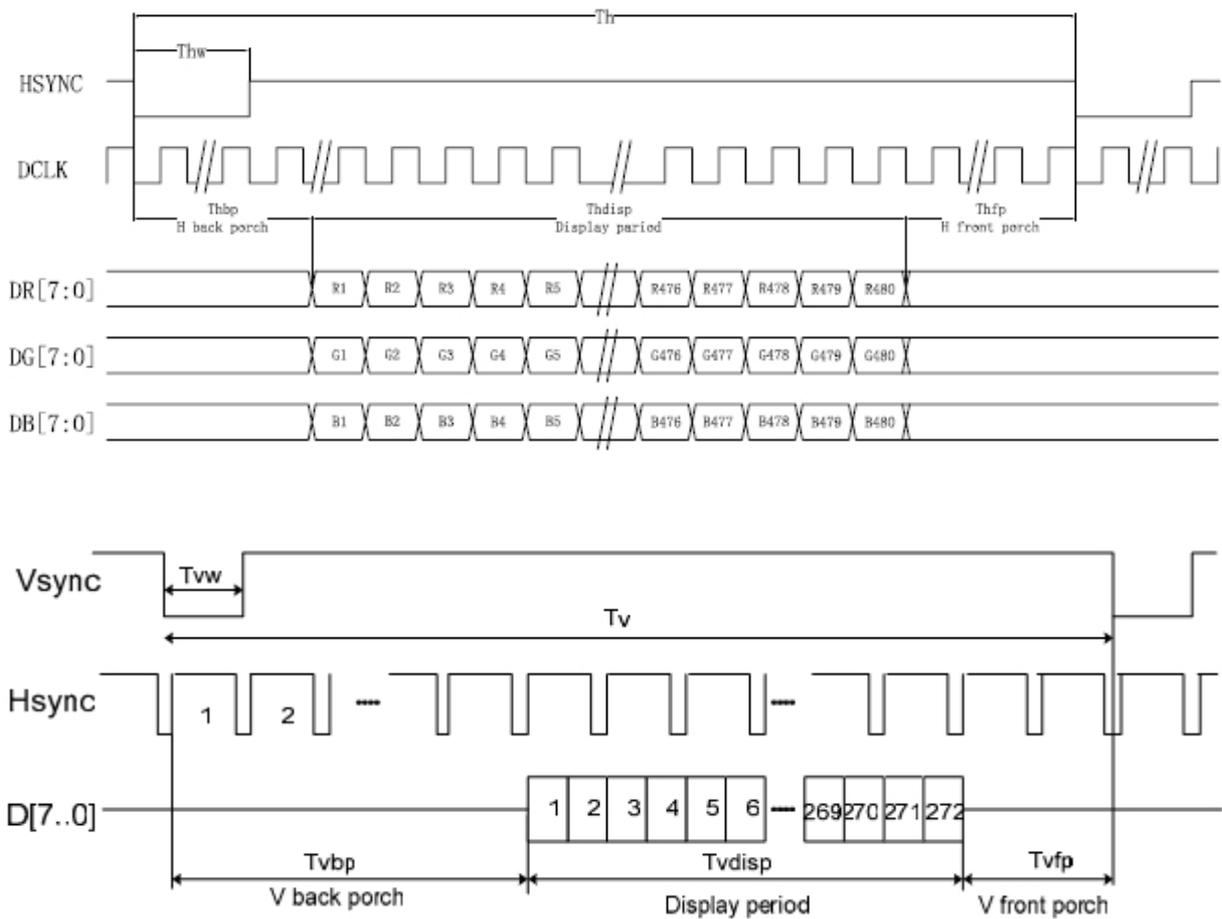 Th
Thw
HSYNC
DCLK
Thbp
H back porch
Thdisp
Display pariod
Thfp
H front porch
DR[7:0]
R1 R2 R3 R4 R5 R476 R477 R478 R479 R480
DG[7:0]
G1 G2 G3 G4 G5 G476 G477 G478 G479 G480
DB[7:0]
B1 B2 B3 B4 B5 B476 B477 B478 B479 B480
Vsync
Tvw
Tv
Hsync
1 2 ----
D[7..0]
1 2 3 4 5 6 ---- 269 270 271 272
Tvbp
V back porch
Tvdisp
Display period
Tvfp
V front porch